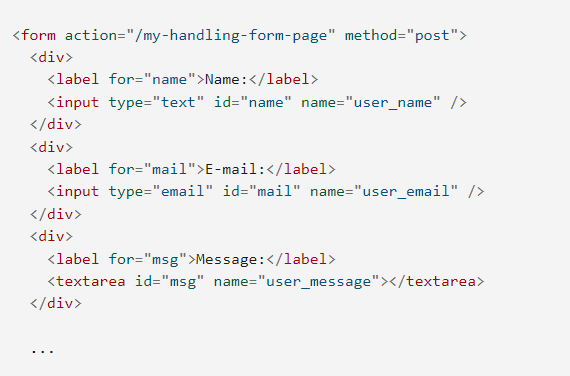 <form action="/my-handling-form-page" method="post">
  <div>
    <label for="name">Name:</label>
    <input type="text" id="name" name="user_name" />
  </div>
  <div>
    <label for="mail">E-mail:</label>
    <input type="email" id="mail" name="user_email" />
  </div>
  <div>
    <label for="msg">Message:</label>
    <textarea id="msg" name="user_message"></textarea>
  </div>

  ...